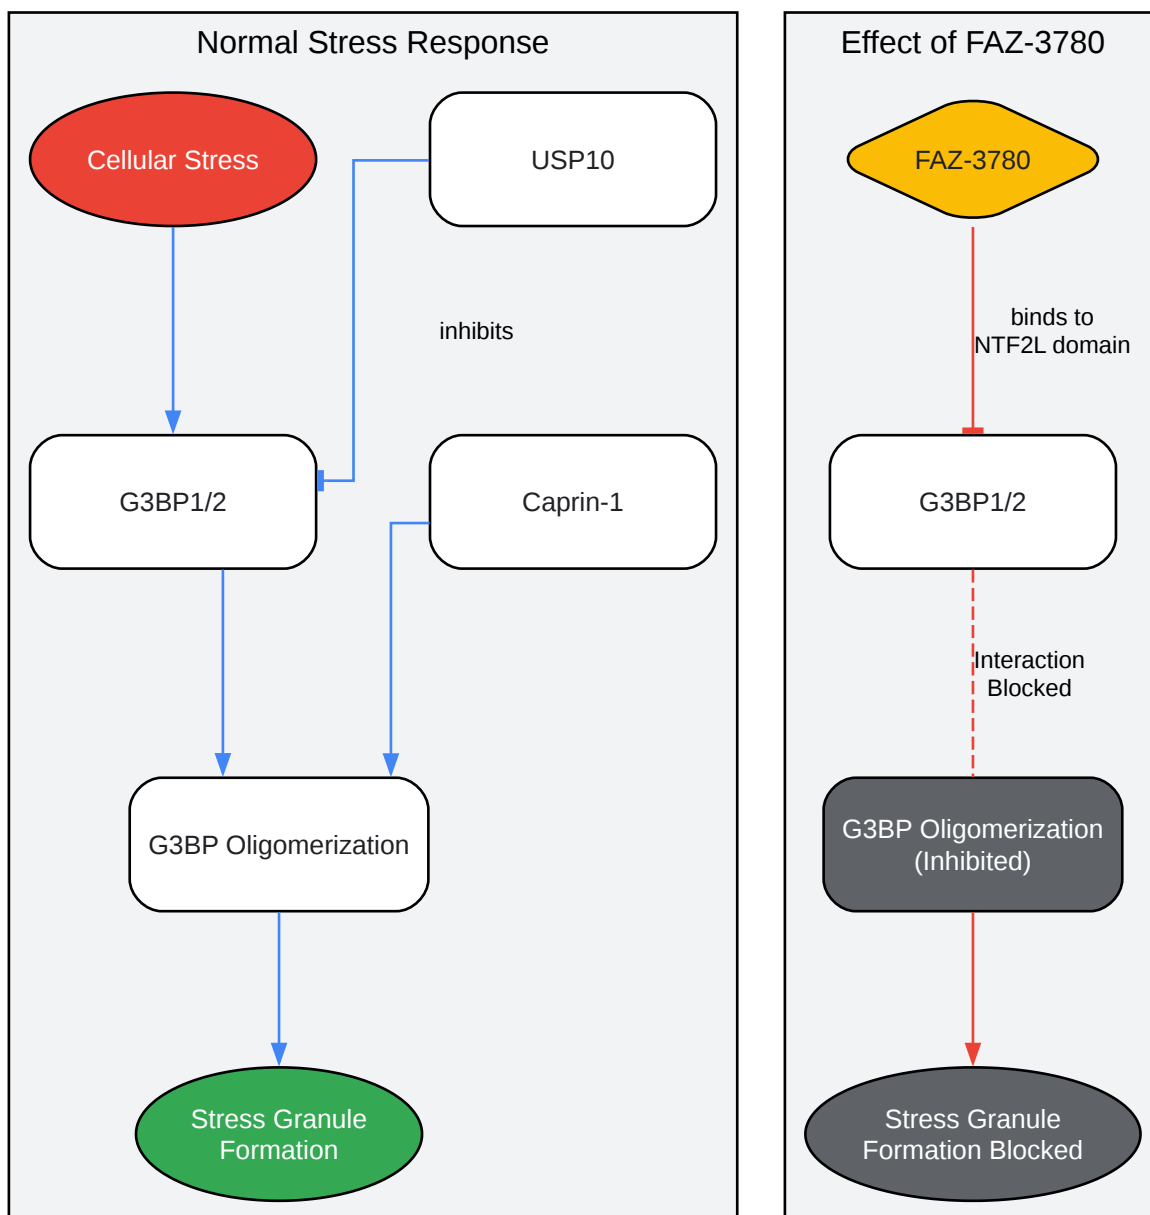 Normal Stress Response
Cellular Stress
USP10
inhibits
G3BP1/2
Caprin-1
G3BP Oligomerization
Stress Granule
Formation
Effect of FAZ-3780
FAZ-3780
binds to
NTF2L domain
G3BP1/2
Interaction
Blocked
G3BP Oligomerization
(Inhibited)
Stress Granule
Formation Blocked